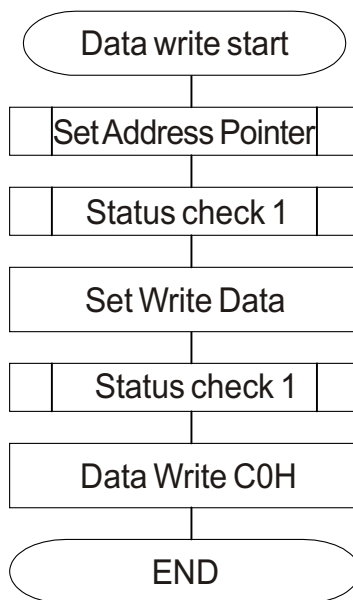 Data write start
Set Address Pointer
Status check 1
Set Write Data
Status check 1
Data Write C0H
END